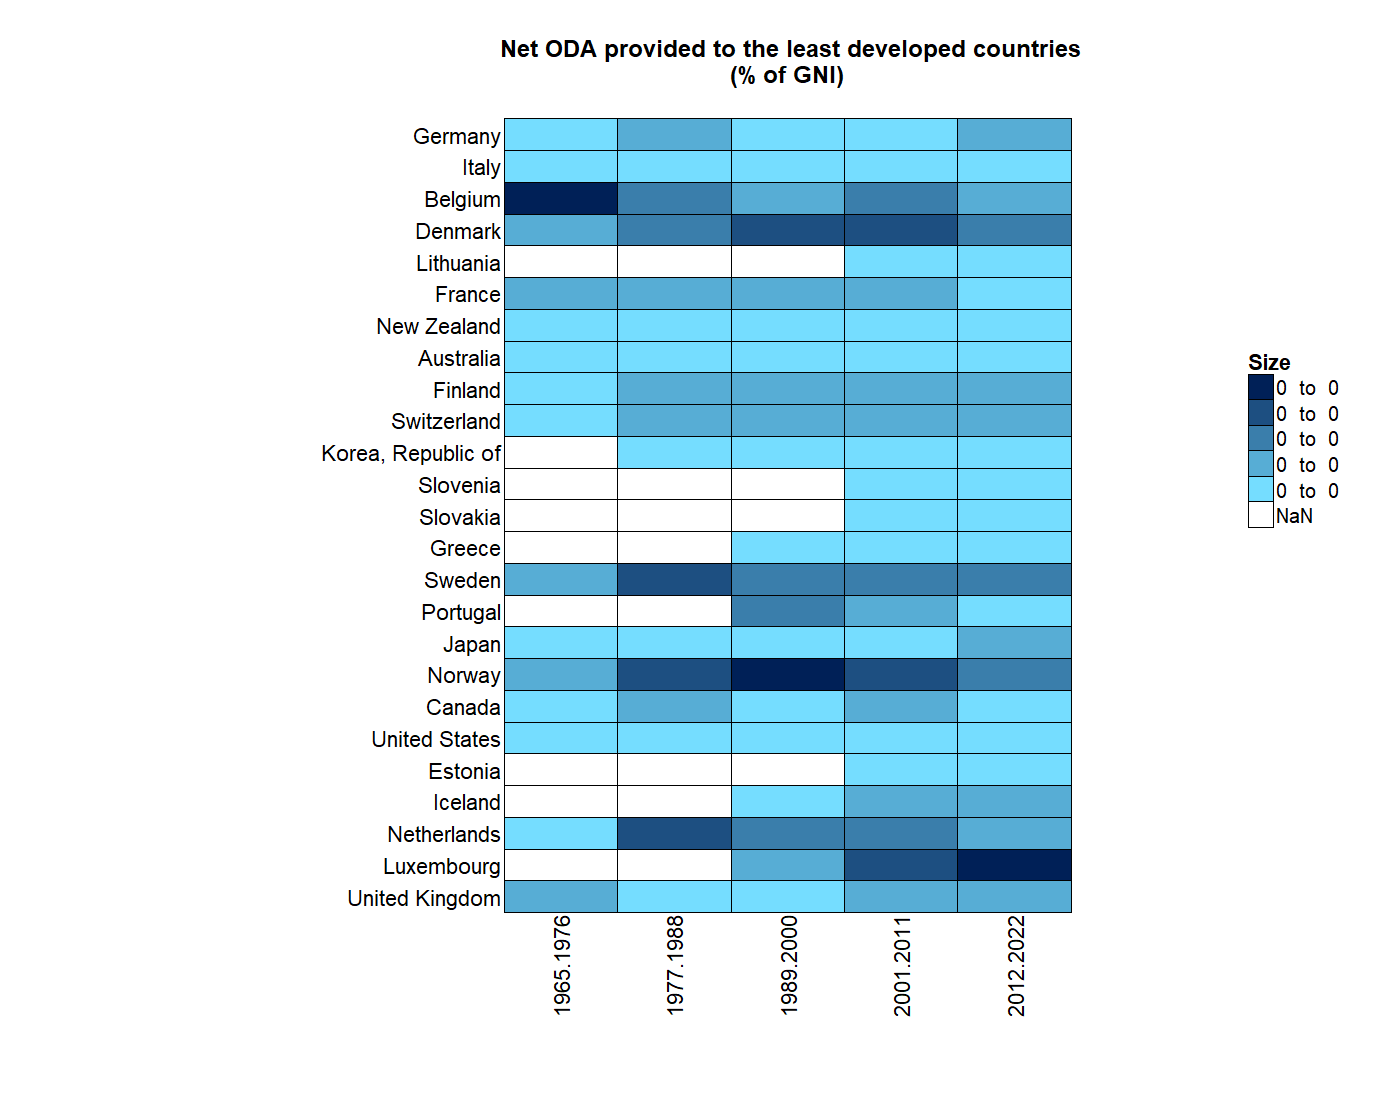 Net ODA provided to the least developed countries
(% of GNI)
Germany
Italy
Belgium
Denmark
Lithuania
France
New Zealand
Australia
Finland
Switzerland
Korea, Republic of
Slovenia
Slovakia
Greece
Sweden
Portugal
Japan
Norway
Canada
United States
Estonia
Iceland
Netherlands
Luxembourg
United Kingdom
1965.1976
1977.1988
1989.2000
2001.2011
2012.2022
Size
0 to 0
0 to 0
0 to 0
0 to 0
0 to 0
NaN